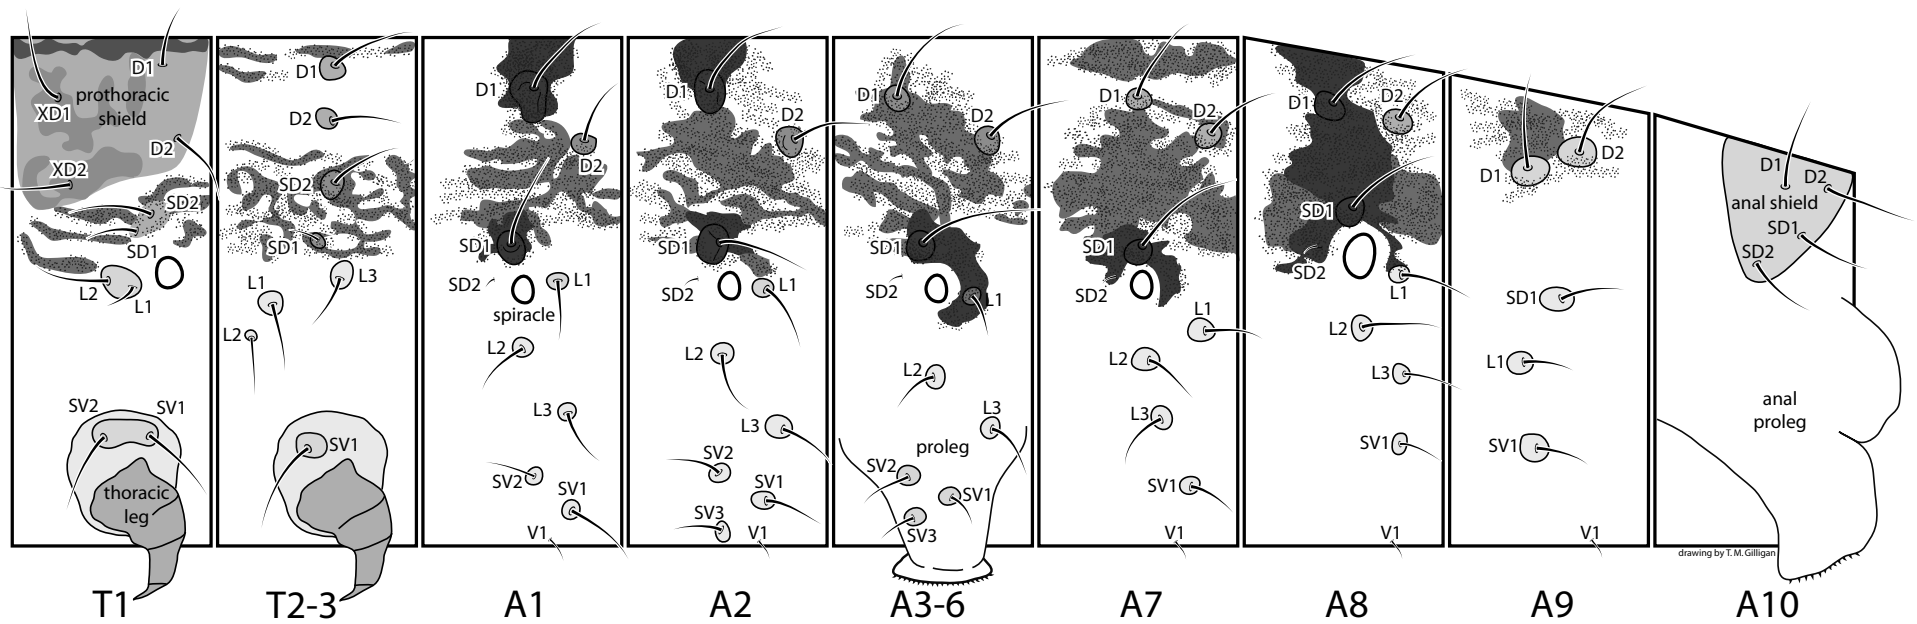 D1
prothoracic
XD1
shield
D2
XD2
SD2
SD1
L2
L1
SV2
SV1
thoracic
leg
T1
D1
D2
SD2
SD1
L3
L1
L2
SV1
T2-3
D1
D2
SD1
SD2
L1
spiracle
L2
L3
SV2
SV1
V1
A1
D1
D2
SD1
SD2
L1
L2
L3
SV2
SV1
SV3
V1
A2
D1
D2
SD1
SD2
L1
L2
L3
proleg
SV2
SV1
SV3
A3-6
D1
D2
SD1
SD2
L1
L2
L3
SV1
V1
A7
D1
D2
SD1
SD2
L1
L2
L3
SV1
V1
A8
D1
D2
SD1
L1
SV1
V1
A9
D1
D2
anal shield
SD1
SD2
anal
proleg
drawing by T. M. Gilligan
A10